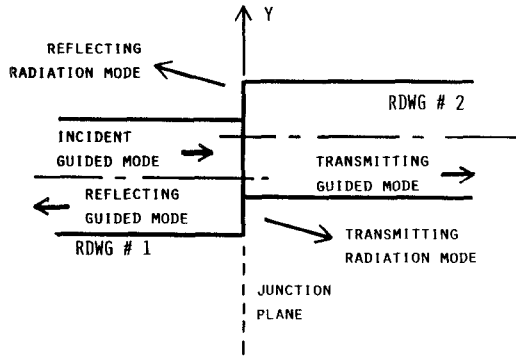 Y
REFLECTING
RADIATION MODE
RDWG # 2
INCIDENT
GUIDED MODE
TRANSMITTING
GUIDED MODE
REFLECTING
GUIDED MODE
RDWG # 1
TRANSMITTING
RADIATION MODE
JUNCTION
PLANE